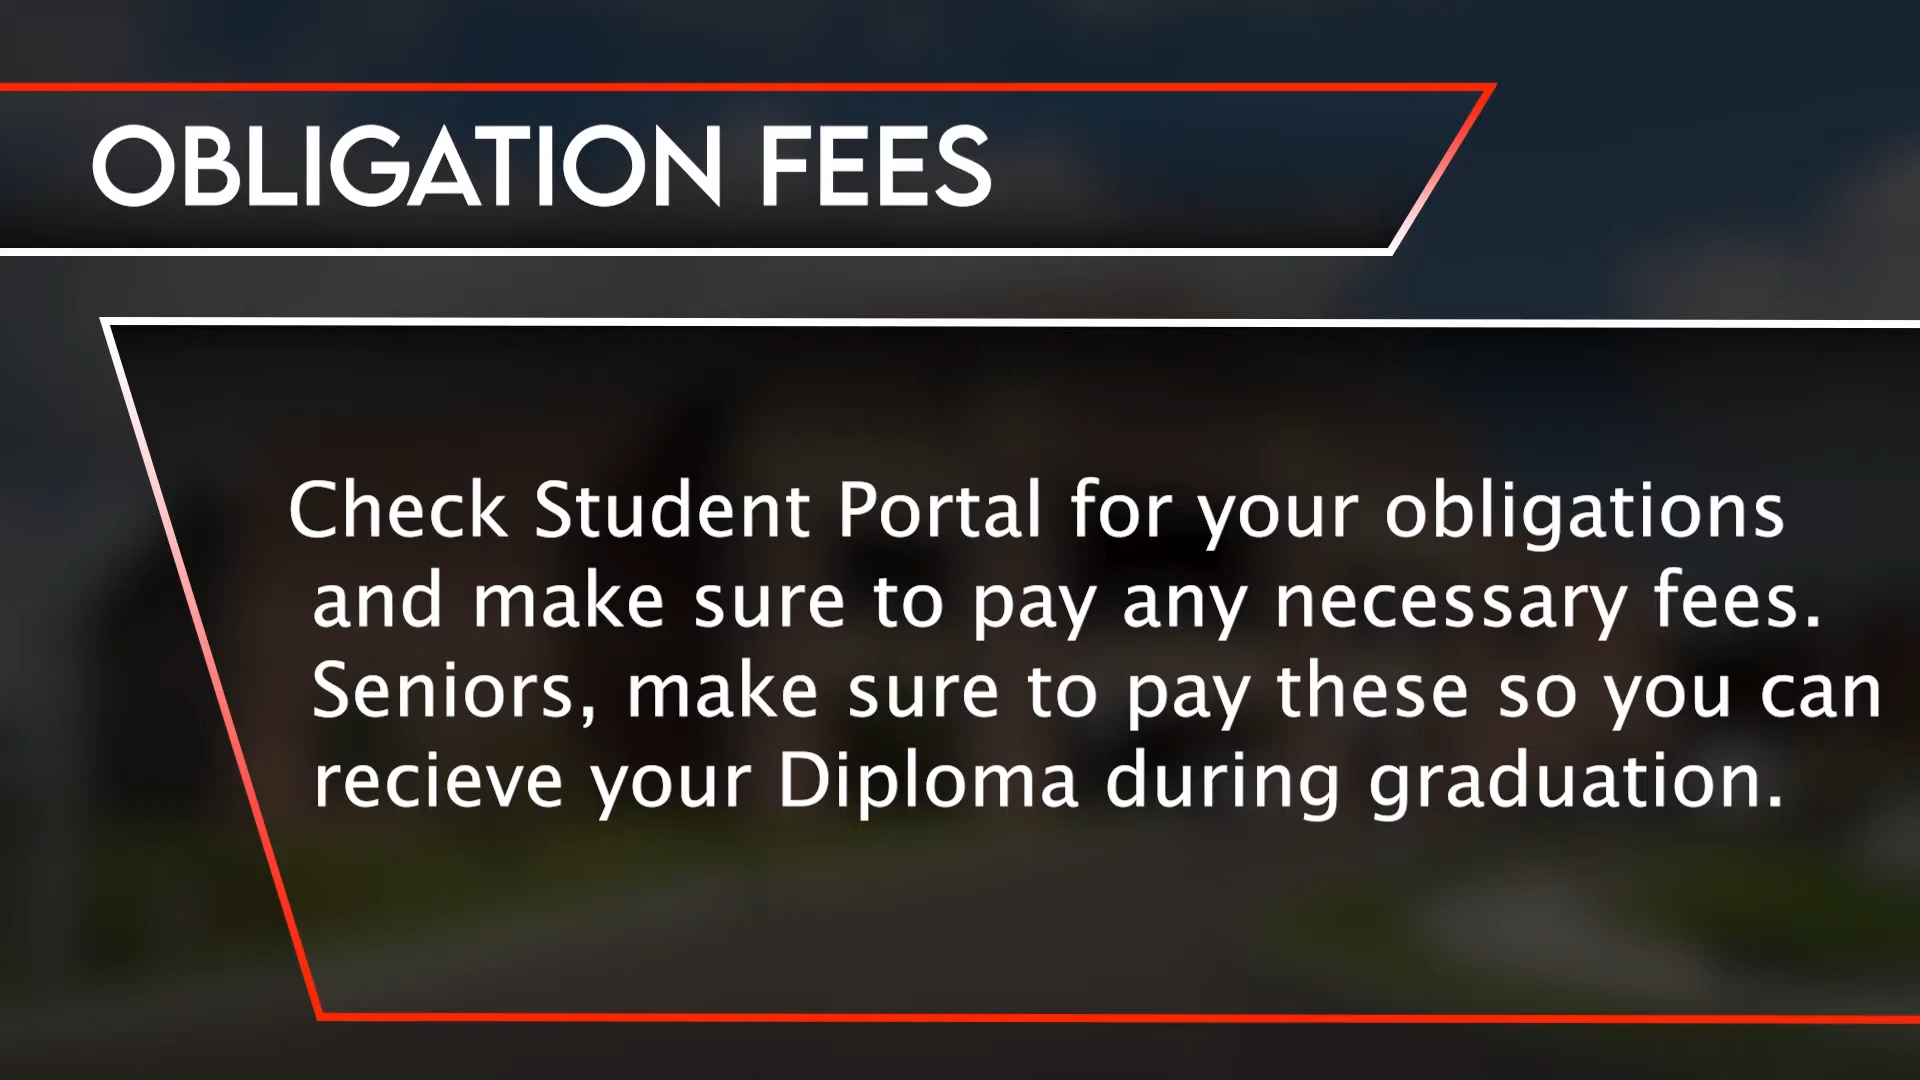 OBLIGATION FEES
Check Student Portal for your obligations
and make sure to pay any necessary fees.
Seniors, make sure to pay these so you can
recieve your Diploma during graduation.